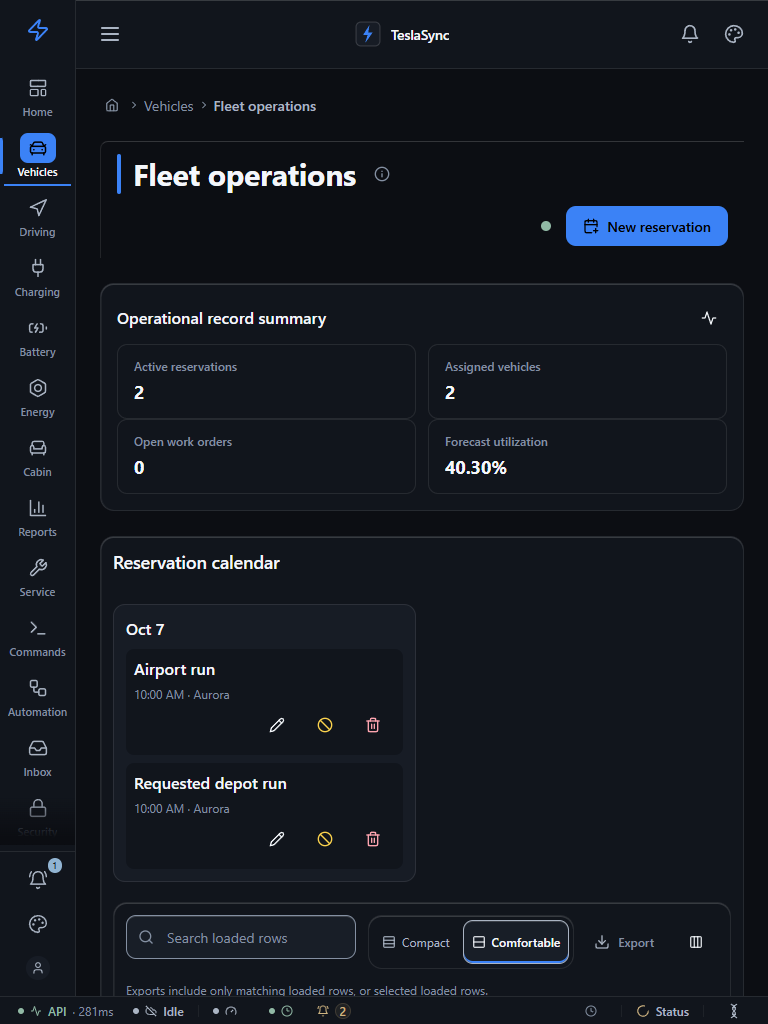 TeslaSync
Home
Vehicles
Driving
Charging
Battery
Energy
Cabin
Reports
Service
Commands
Automation
Inbox
Security
1
Vehicles > Fleet operations
Fleet operations
New reservation
Operational record summary
Active reservations
2
Assigned vehicles
2
Open work orders
0
Forecast utilization
40.30%
Reservation calendar
Oct 7
Airport run
10:00 AM · Aurora
Requested depot run
10:00 AM · Aurora
Search loaded rows
Compact
Comfortable
Export
Exports include only matching loaded rows, or selected loaded rows.
API · 281ms
Idle
2
Status